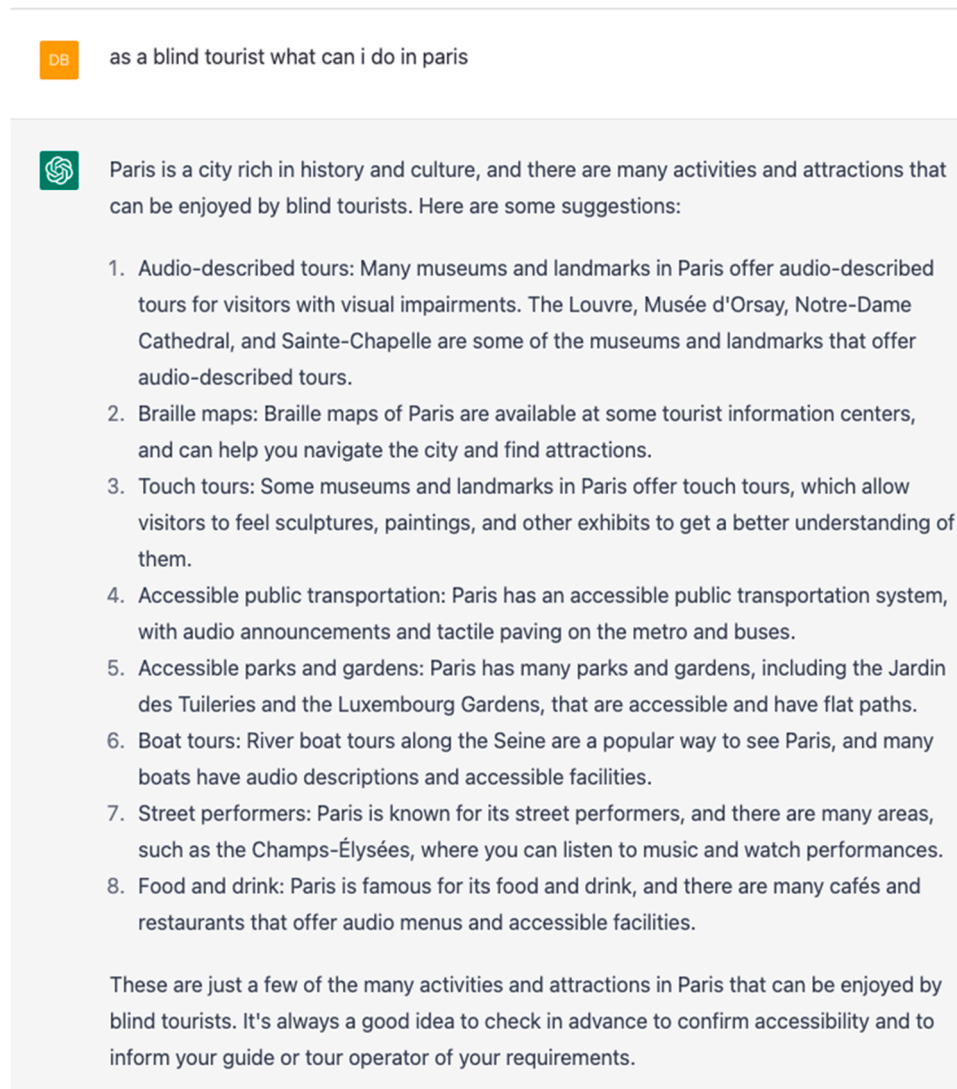 DB
as a blind tourist what can i do in paris
Paris is a city rich in history and culture, and there are many activities and attractions that
can be enjoyed by blind tourists. Here are some suggestions:
1. Audio-described tours: Many museums and landmarks in Paris offer audio-described
tours for visitors with visual impairments. The Louvre, Musée d'Orsay, Notre-Dame
Cathedral, and Sainte-Chapelle are some of the museums and landmarks that offer
audio-described tours.
2. Braille maps: Braille maps of Paris are available at some tourist information centers,
and can help you navigate the city and find attractions.
3. Touch tours: Some museums and landmarks in Paris offer touch tours, which allow
visitors to feel sculptures, paintings, and other exhibits to get a better understanding of
them.
4. Accessible public transportation: Paris has an accessible public transportation system,
with audio announcements and tactile paving on the metro and buses.
5. Accessible parks and gardens: Paris has many parks and gardens, including the Jardin
des Tuileries and the Luxembourg Gardens, that are accessible and have flat paths.
6. Boat tours: River boat tours along the Seine are a popular way to see Paris, and many
boats have audio descriptions and accessible facilities.
7. Street performers: Paris is known for its street performers, and there are many areas,
such as the Champs-Élysées, where you can listen to music and watch performances.
8. Food and drink: Paris is famous for its food and drink, and there are many cafés and
restaurants that offer audio menus and accessible facilities.
These are just a few of the many activities and attractions in Paris that can be enjoyed by
blind tourists. It's always a good idea to check in advance to confirm accessibility and to
inform your guide or tour operator of your requirements.